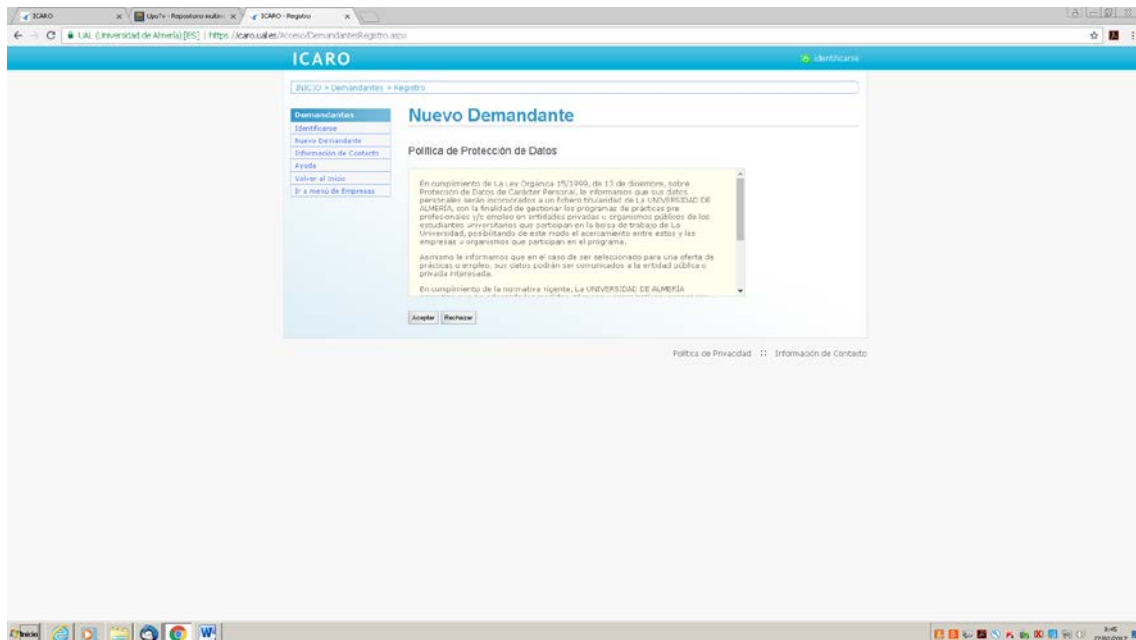 ICARO
UpoTv - Repositorio multim
ICARO - Registro
UAL (Universidad de Almería) [ES] | https://icaro.ual.es/Acceso/DemandantesRegistro.aspx
ICARO
identificarse
INICIO > Demandantes > Registro
Demandantes
Identificarse
Nuevo Demandante
Información de Contacto
Ayuda
Volver al Inicio
Ir a menú de Empresas
Nuevo Demandante
Política de Protección de Datos
En cumplimiento de La Ley Orgánica 15/1999, de 13 de diciembre, sobre
Protección de Datos de Carácter Personal, le informamos que sus datos
personales serán incorporados a un fichero titularidad de La UNIVERSIDAD DE
ALMERÍA, con la finalidad de gestionar los programas de prácticas pre
profesionales y/o empleo en entidades privadas u organismos públicos de los
estudiantes universitarios que participan en la bolsa de trabajo de La
Universidad, posibilitando de este modo el acercamiento entre estos y las
empresas u organismos que participan en el programa.
Asimismo le informamos que en el caso de ser seleccionado para una oferta de
prácticas o empleo, sus datos podrán ser comunicados a la entidad pública o
privada interesada.
En cumplimiento de la normativa vigente, La UNIVERSIDAD DE ALMERÍA
Aceptar
Rechazar
Política de Privacidad :: Información de Contacto
Inicio